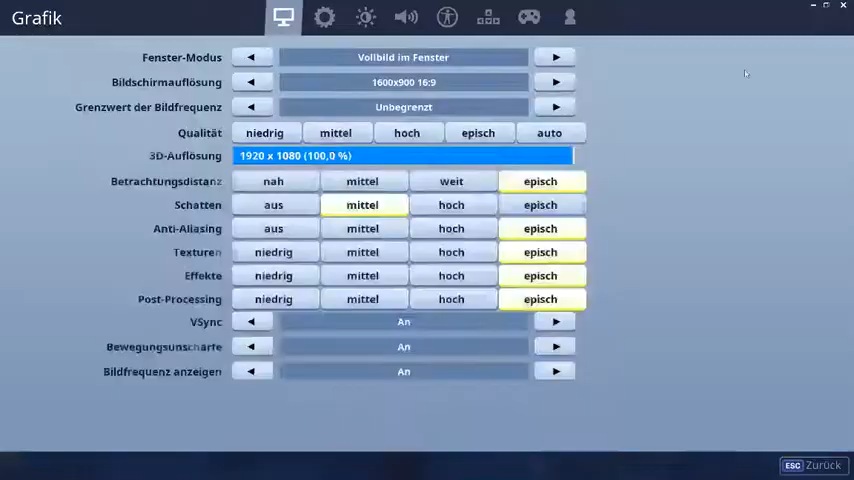 Grafik
Fenster-Modus Vollbild im Fenster
Bildschirmauflösung 1600x900 16:9
Grenzwert der Bildfrequenz Unbegrenzt
Qualität niedrig mittel hoch episch auto
3D-Auflösung 1920 x 1080 (100,0 %)
Betrachtungsdistanz nah mittel weit episch
Schatten aus mittel hoch episch
Anti-Aliasing aus mittel hoch episch
Texturen niedrig mittel hoch episch
Effekte niedrig mittel hoch episch
Post-Processing niedrig mittel hoch episch
VSync An
Bewegungsunschärfe An
Bildfrequenz anzeigen An
ESC Zurück